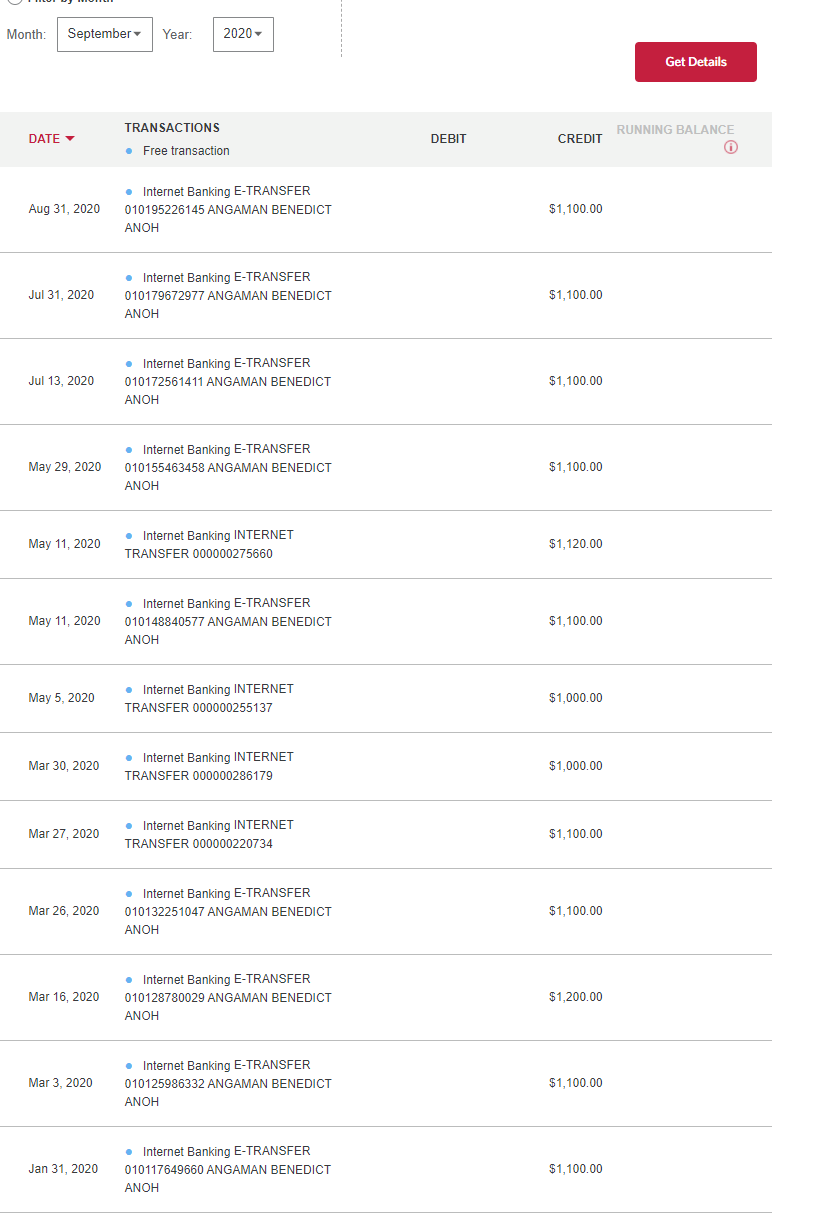 Filter by Month
Month: September Year: 2020
Get Details
DATE TRANSACTIONS DEBIT CREDIT RUNNING BALANCE
Free transaction
Internet Banking E-TRANSFER
Aug 31, 2020 010195226145 ANGAMAN BENEDICT $1,100.00
ANOH
Internet Banking E-TRANSFER
Jul 31, 2020 010179672977 ANGAMAN BENEDICT $1,100.00
ANOH
Internet Banking E-TRANSFER
Jul 13, 2020 010172561411 ANGAMAN BENEDICT $1,100.00
ANOH
Internet Banking E-TRANSFER
May 29, 2020 010155463458 ANGAMAN BENEDICT $1,100.00
ANOH
Internet Banking INTERNET
May 11, 2020 TRANSFER 000000275660 $1,120.00
Internet Banking E-TRANSFER
May 11, 2020 010148840577 ANGAMAN BENEDICT $1,100.00
ANOH
Internet Banking INTERNET
May 5, 2020 TRANSFER 000000255137 $1,000.00
Internet Banking INTERNET
Mar 30, 2020 TRANSFER 000000286179 $1,000.00
Internet Banking INTERNET
Mar 27, 2020 TRANSFER 000000220734 $1,100.00
Internet Banking E-TRANSFER
Mar 26, 2020 010132251047 ANGAMAN BENEDICT $1,100.00
ANOH
Internet Banking E-TRANSFER
Mar 16, 2020 010128780029 ANGAMAN BENEDICT $1,200.00
ANOH
Internet Banking E-TRANSFER
Mar 3, 2020 010125986332 ANGAMAN BENEDICT $1,100.00
ANOH
Internet Banking E-TRANSFER
Jan 31, 2020 010117649660 ANGAMAN BENEDICT $1,100.00
ANOH